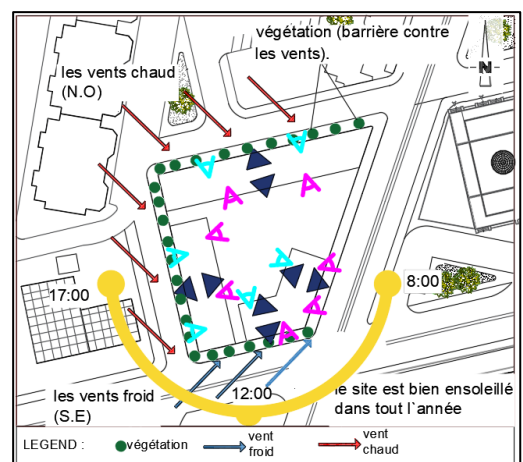 végétation (barrière contre
les vents).
les vents chaud
(N.O)
N
17:00
8:00
12:00
les vents froid
(S.E)
le site est bien ensoleillé
dans tout l`année
LEGEND :
végétation
vent
froid
vent
chaud